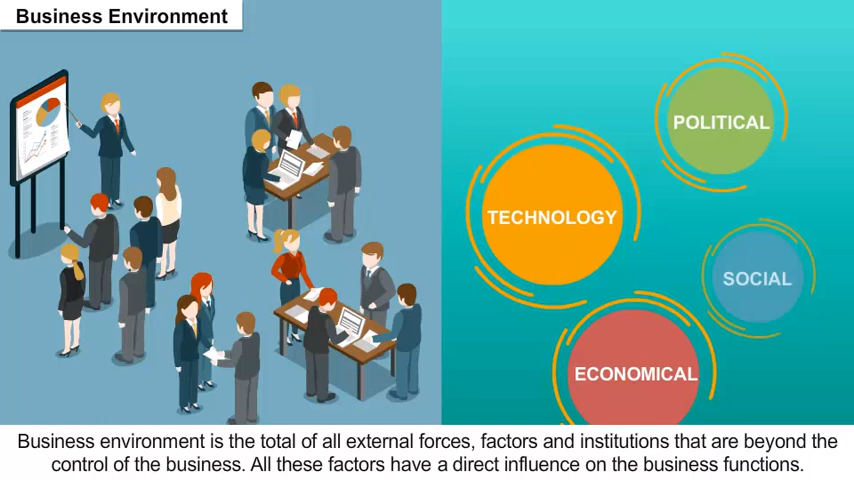 Business Environment
POLITICAL
TECHNOLOGY
SOCIAL
ECONOMICAL
Business environment is the total of all external forces, factors and institutions that are beyond the
control of the business. All these factors have a direct influence on the business functions.